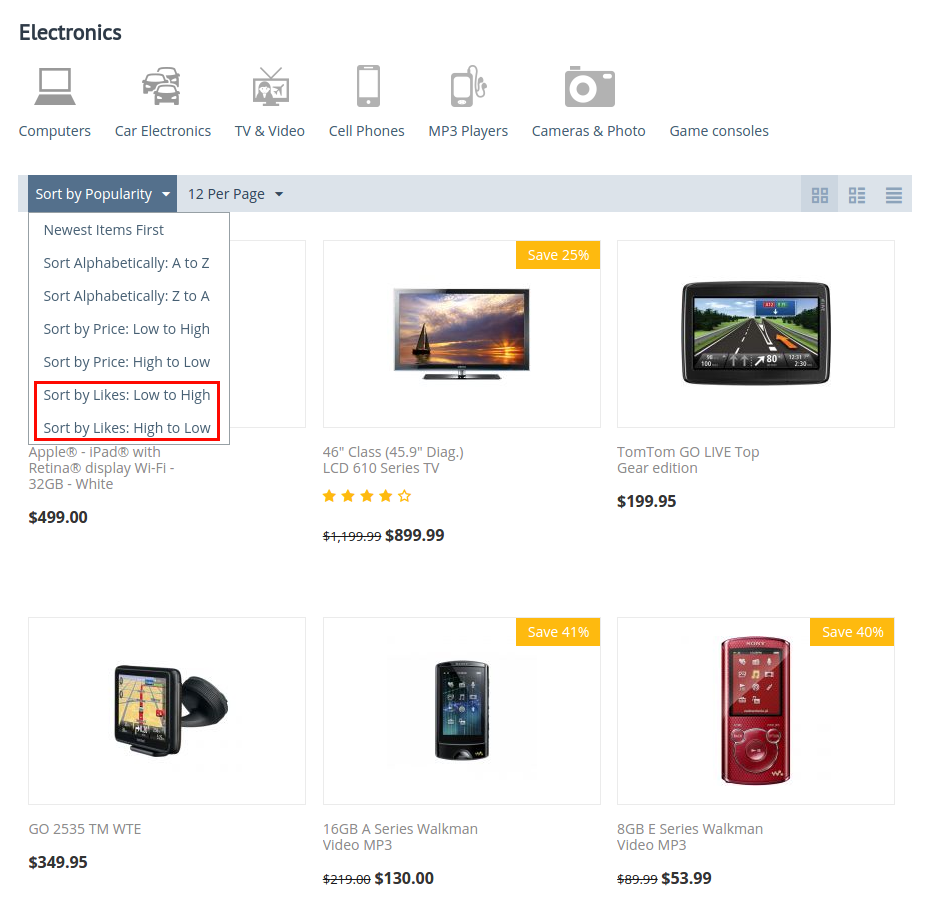 Electronics
Computers
Car Electronics
TV & Video
Cell Phones
MP3 Players
Cameras & Photo
Game consoles
Sort by Popularity
12 Per Page
Newest Items First
Sort Alphabetically: A to Z
Sort Alphabetically: Z to A
Sort by Price: Low to High
Sort by Price: High to Low
Sort by Likes: Low to High
Sort by Likes: High to Low
Apple® - iPad® with
Retina® display Wi-Fi -
32GB - White
$499.00
Save 25%
46" Class (45.9" Diag.)
LCD 610 Series TV
$1,199.99 $899.99
TomTom GO LIVE Top
Gear edition
$199.95
GO 2535 TM WTE
$349.95
Save 41%
16GB A Series Walkman
Video MP3
$219.00 $130.00
Save 40%
SONY
8GB E Series Walkman
Video MP3
$89.99 $53.99